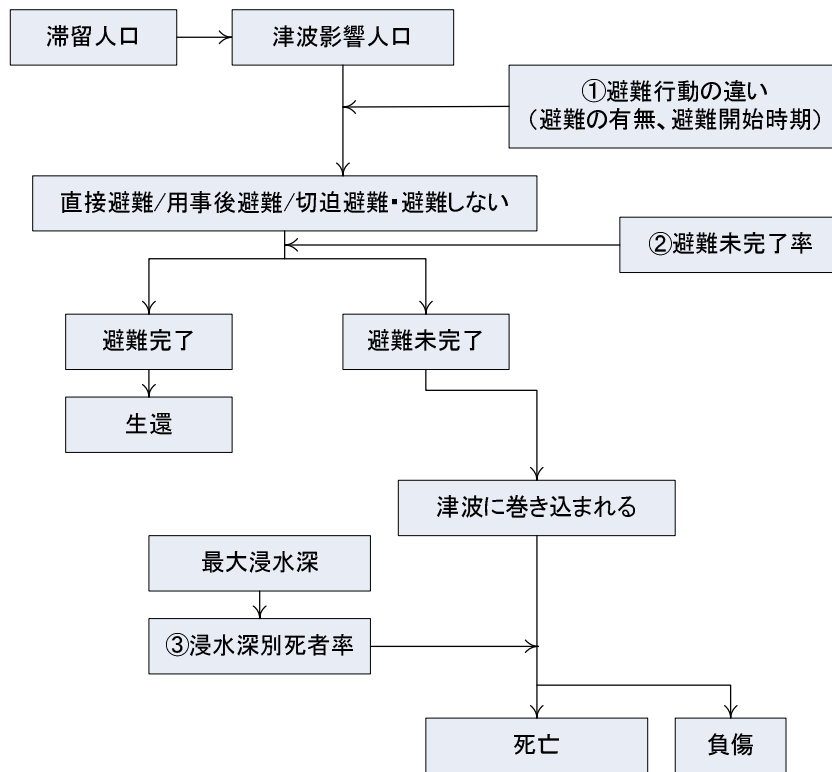 滞留人口
津波影響人口
①避難行動の違い
（避難の有無、避難開始時期）
直接避難/用事後避難/切迫避難・避難しない
②避難未完了率
避難完了
避難未完了
生還
津波に巻き込まれる
最大浸水深
③浸水深別死者率
死亡
負傷